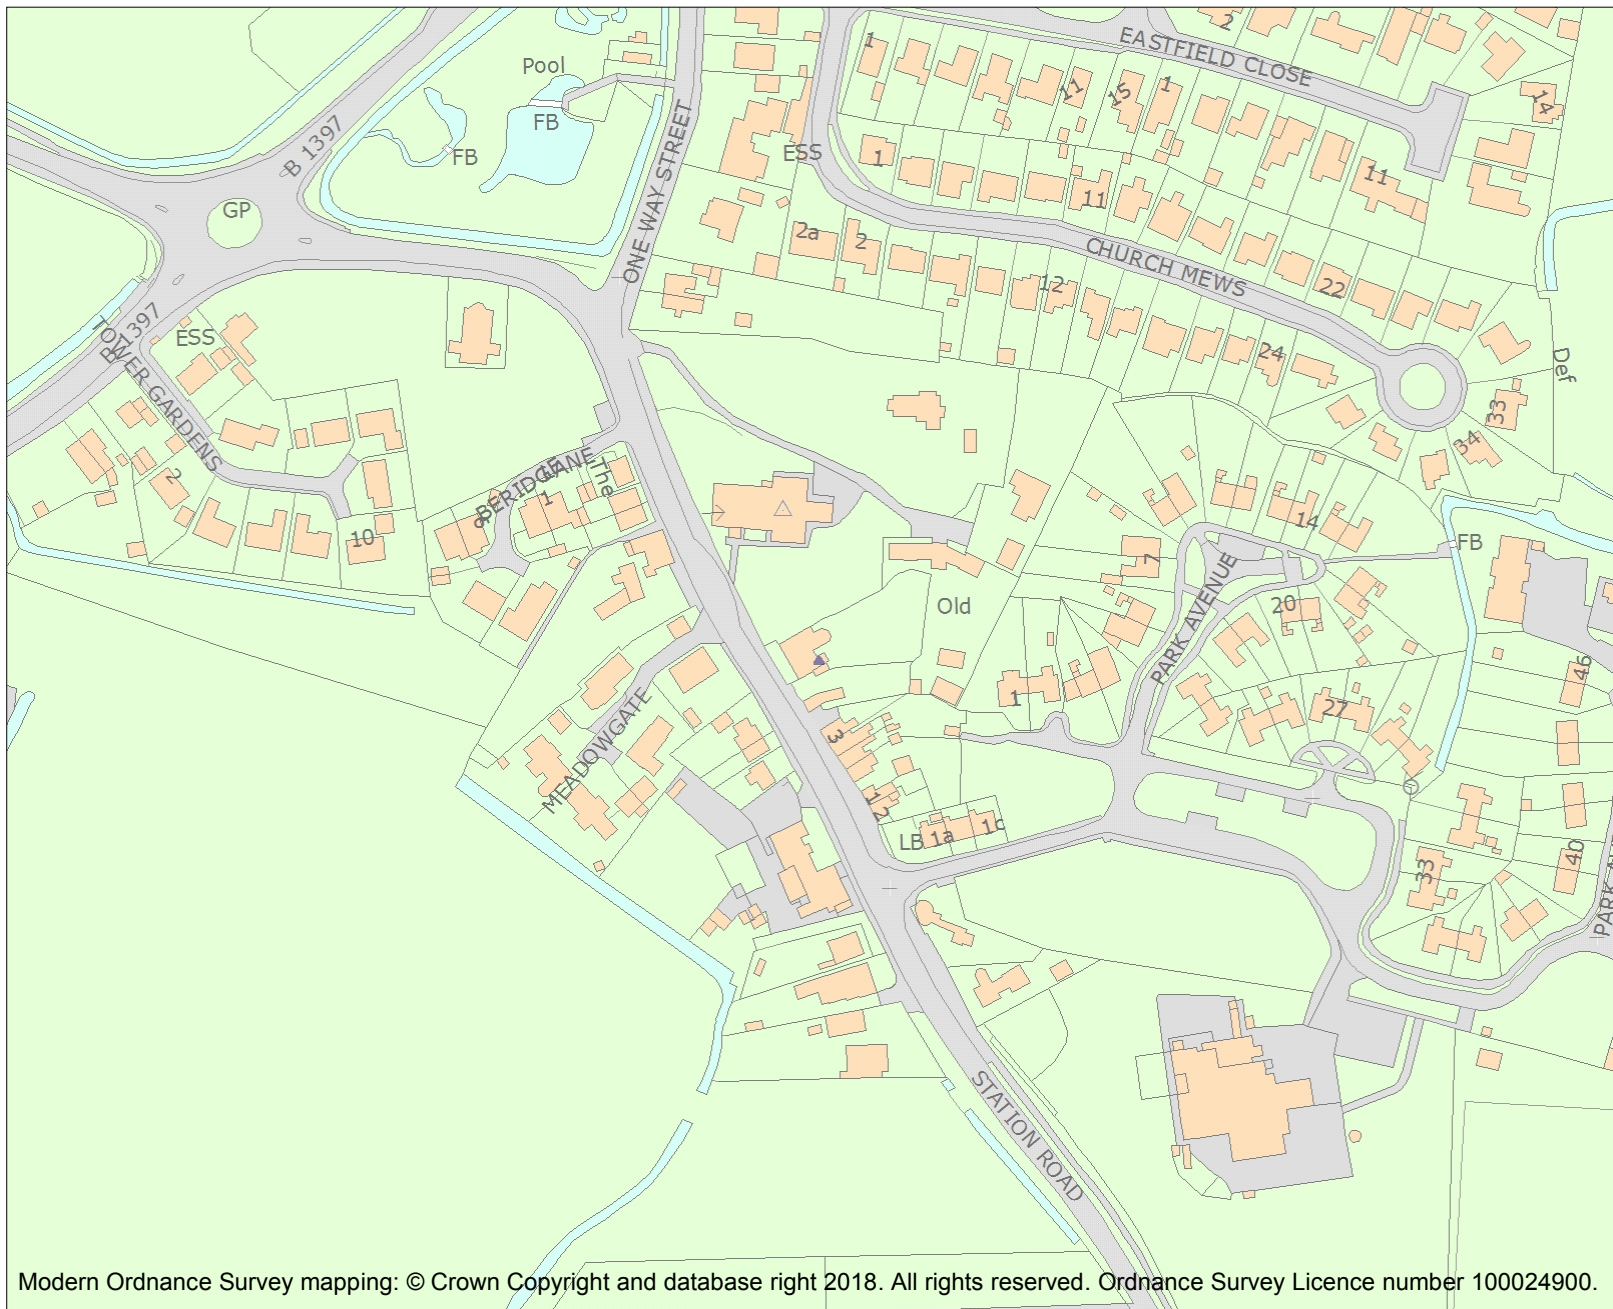 EASTFIELD CLOSE
2
1
11
15
1
14
Pool
FB
FB
B 1397
ONE WAY STREET
ESS
1
11
11
GP
2a
2
CHURCH MEWS
12
22
24
Def
33
34
B 1397
ESS
TOWER GARDENS
2
10
BERIDGE LANE
The
1
9
14
FB
7
PARK AVENUE
20
Old
1
27
46
MEADOWGATE
3
12
LB
1a
1c
33
40
PARK
STATION ROAD
Modern Ordnance Survey mapping: © Crown Copyright and database right 2018. All rights reserved. Ordnance Survey Licence number 100024900.